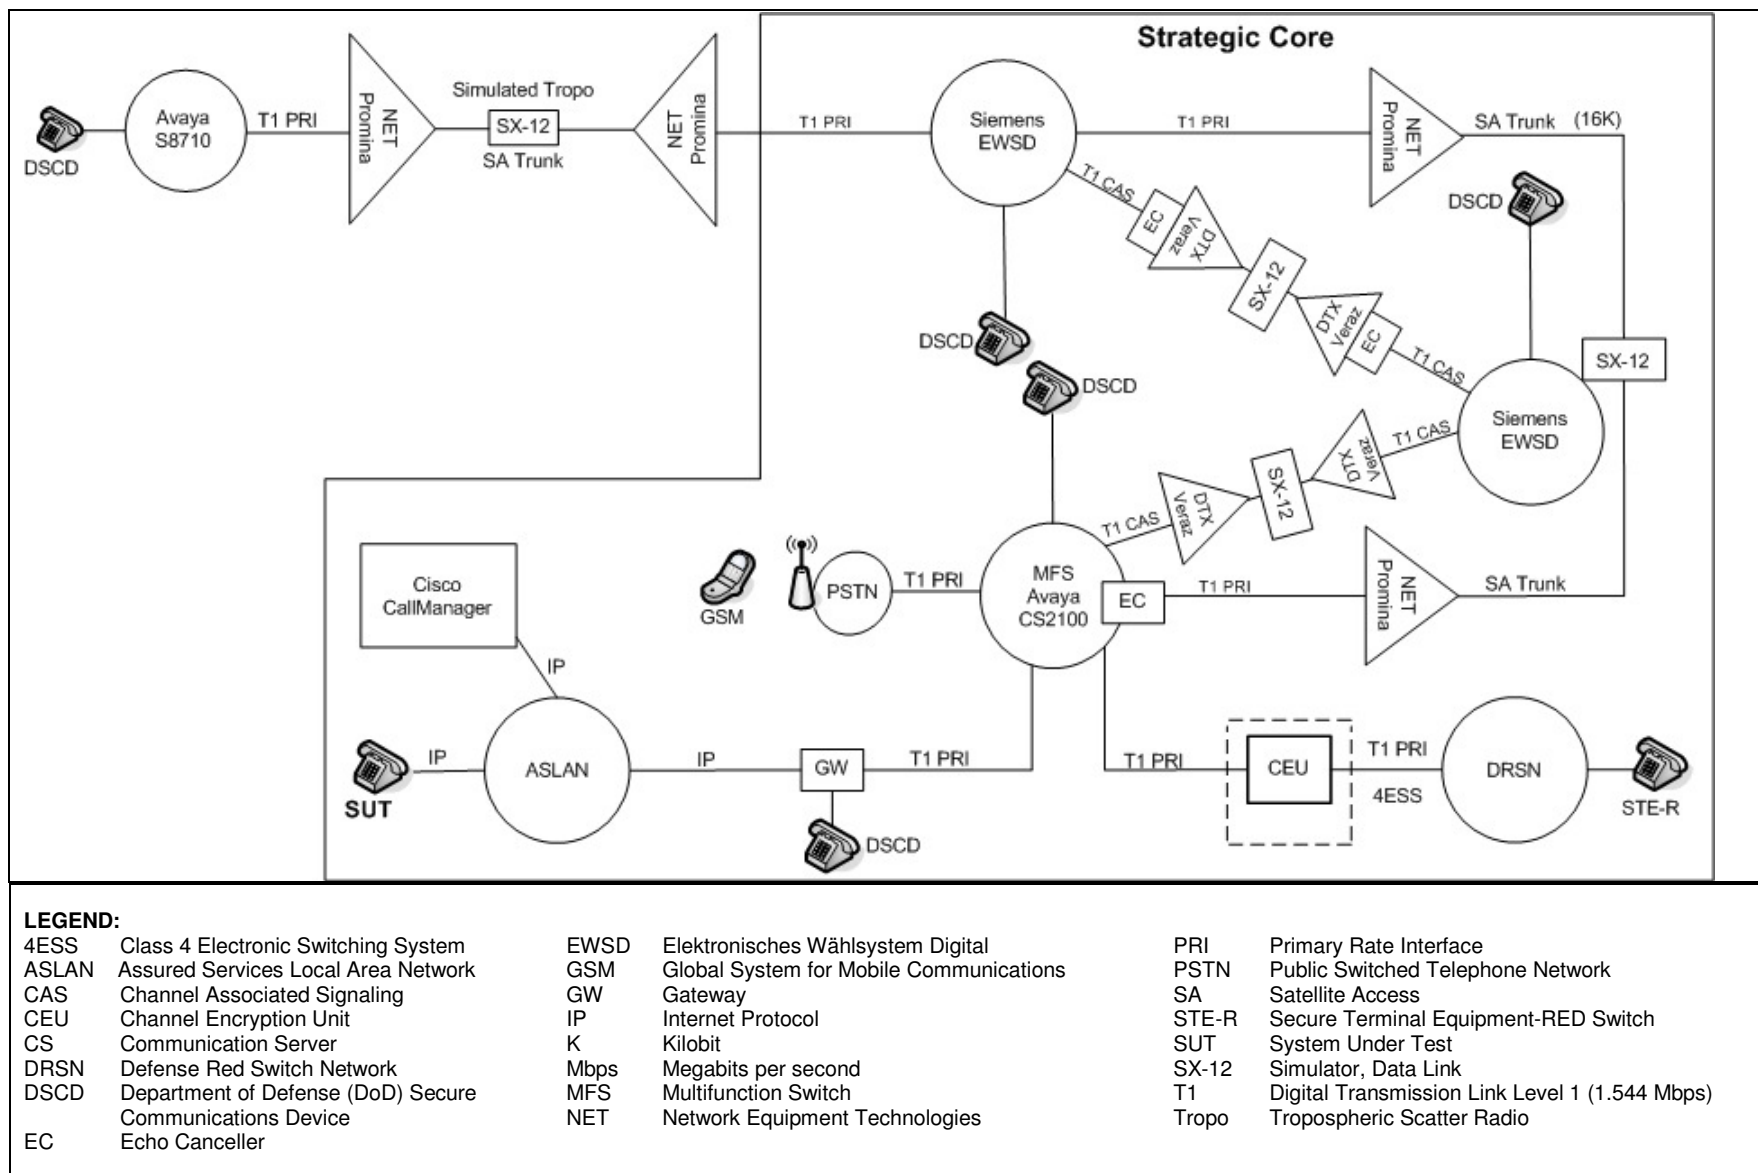 Strategic Core
DSCD
Avaya
S8710
T1 PRI
NET
Promina
Simulated Tropo
SX-12
SA Trunk
NET
Promina
T1 PRI
Siemens
EWSD
T1 PRI
NET
Promina
SA Trunk (16K)
DSCD
T1 CAS
EC
DTX
Veraz
SX-12
DTX
Veraz
EC
T1 CAS
DSCD
DSCD
SX-12
Siemens
EWSD
T1 CAS
DTX
Veraz
SX-12
DTX
Veraz
T1 CAS
Cisco
CallManager
IP
GSM
PSTN
T1 PRI
MFS
Avaya
CS2100
EC
T1 PRI
NET
Promina
SA Trunk
SUT
IP
ASLAN
IP
GW
T1 PRI
DSCD
T1 PRI
CEU
T1 PRI
4ESS
DRSN
STE-R
LEGEND:
4ESS Class 4 Electronic Switching System
ASLAN Assured Services Local Area Network
CAS Channel Associated Signaling
CEU Channel Encryption Unit
CS Communication Server
DRSN Defense Red Switch Network
DSCD Department of Defense (DoD) Secure
Communications Device
EC Echo Canceller
EWSD Elektronisches Wählsystem Digital
GSM Global System for Mobile Communications
GW Gateway
IP Internet Protocol
K Kilobit
Mbps Megabits per second
MFS Multifunction Switch
NET Network Equipment Technologies
PRI Primary Rate Interface
PSTN Public Switched Telephone Network
SA Satellite Access
STE-R Secure Terminal Equipment-RED Switch
SUT System Under Test
SX-12 Simulator, Data Link
T1 Digital Transmission Link Level 1 (1.544 Mbps)
Tropo Tropospheric Scatter Radio